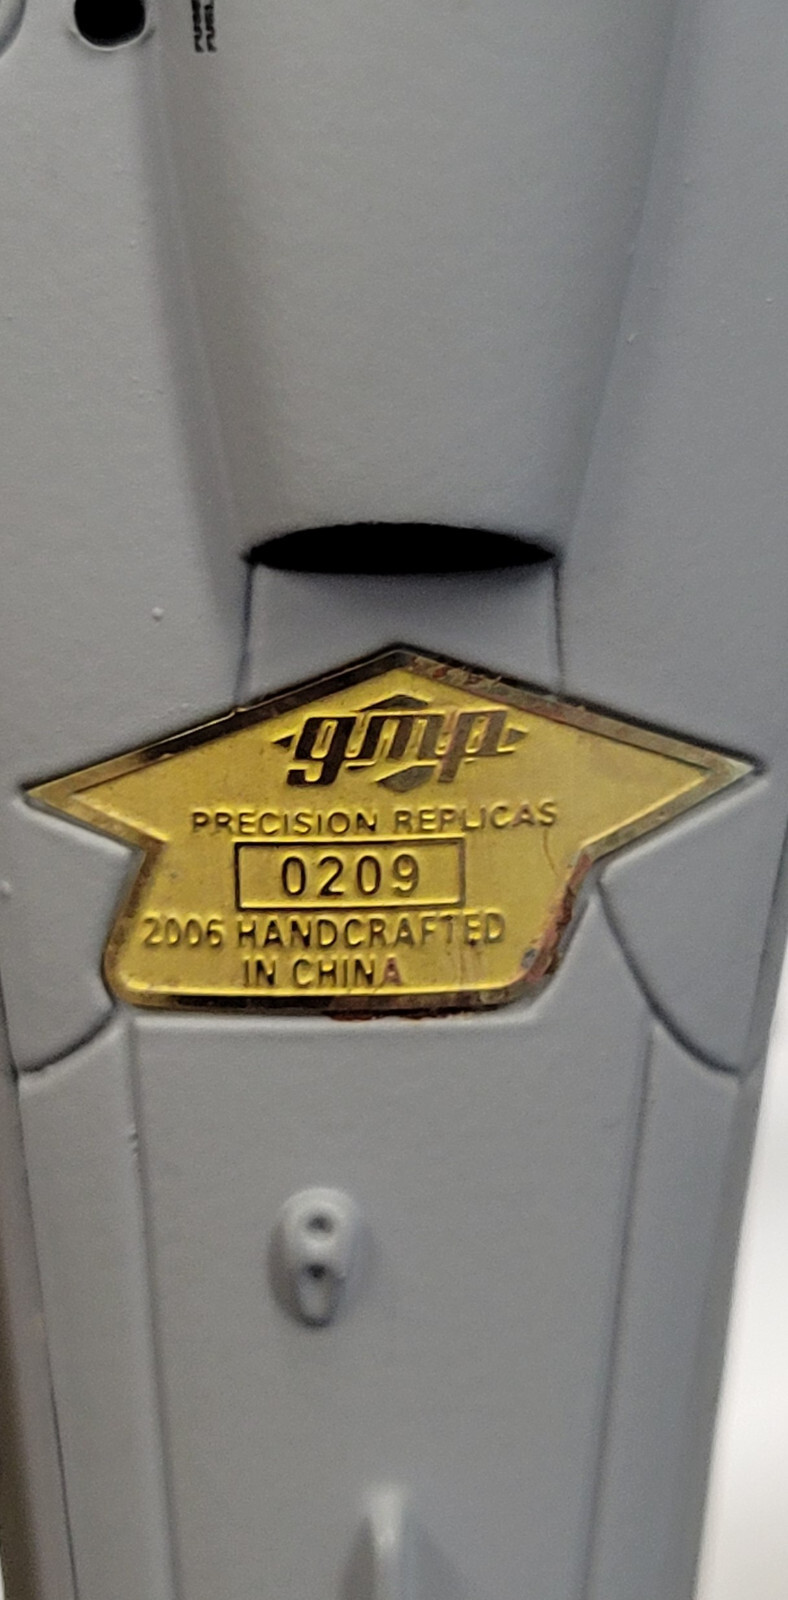 gmp
PRECISION REPLICAS
0209
2006 HANDCRAFTED
IN CHINA